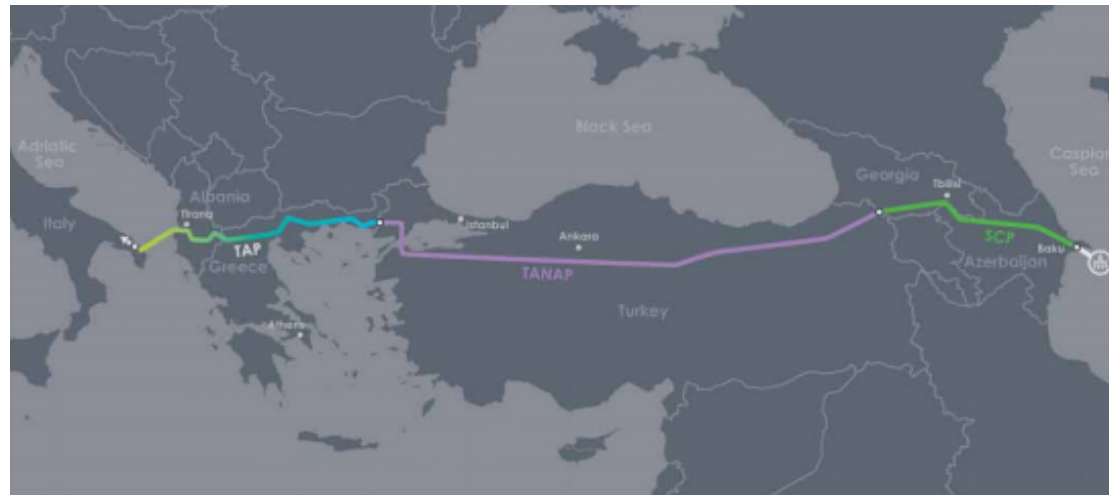 Black Sea
Adriatic
Sea
Caspian
Sea
Georgia
Tbilisi
Albania
Tirana
Italy
Istanbul
Ankara
TAP
Greece
SCP
Baku
Azerbaijan
TANAP
Turkey
Athens